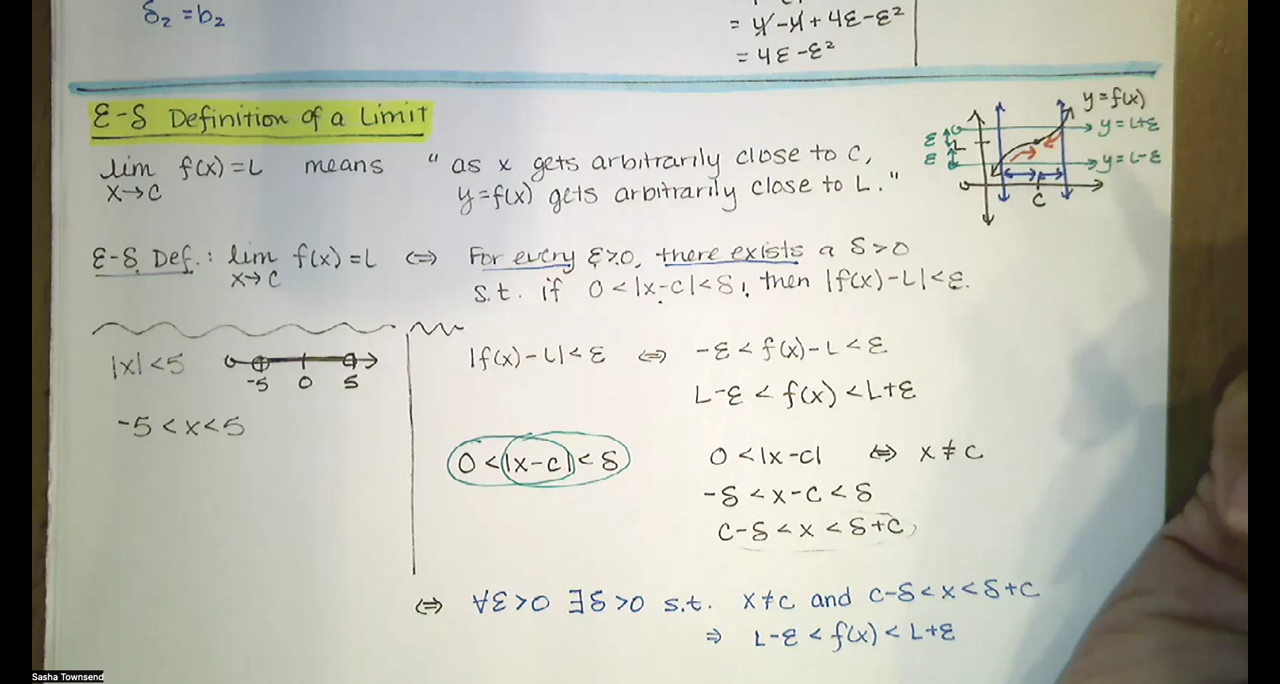 δ₂ = b₂
= 4 - 4 + 4ε - ε²
= 4ε - ε²
ε-δ Definition of a Limit
lim f(x) = L means "as x gets arbitrarily close to c,
x→c y=f(x) gets arbitrarily close to L."
y=f(x)
y=L+ε
ε
L
ε
y=L-ε
c
ε-δ Def.: lim f(x)=L ⇔ For every ε>0, there exists a δ>0
x→c s.t. if 0<|x-c|<δ, then |f(x)-L|<ε.
|x|<5
-5 0 5
-5<x<5
|f(x)-L|<ε ⇔ -ε<f(x)-L<ε
L-ε<f(x)<L+ε
0<|x-c|<δ
0<|x-c| ⇔ x≠c
-δ<x-c<δ
c-δ<x<δ+c
⇔ ∀ε>0 ∃δ>0 s.t. x≠c and c-δ<x<δ+c
⇒ L-ε<f(x)<L+ε
Sasha Townsend